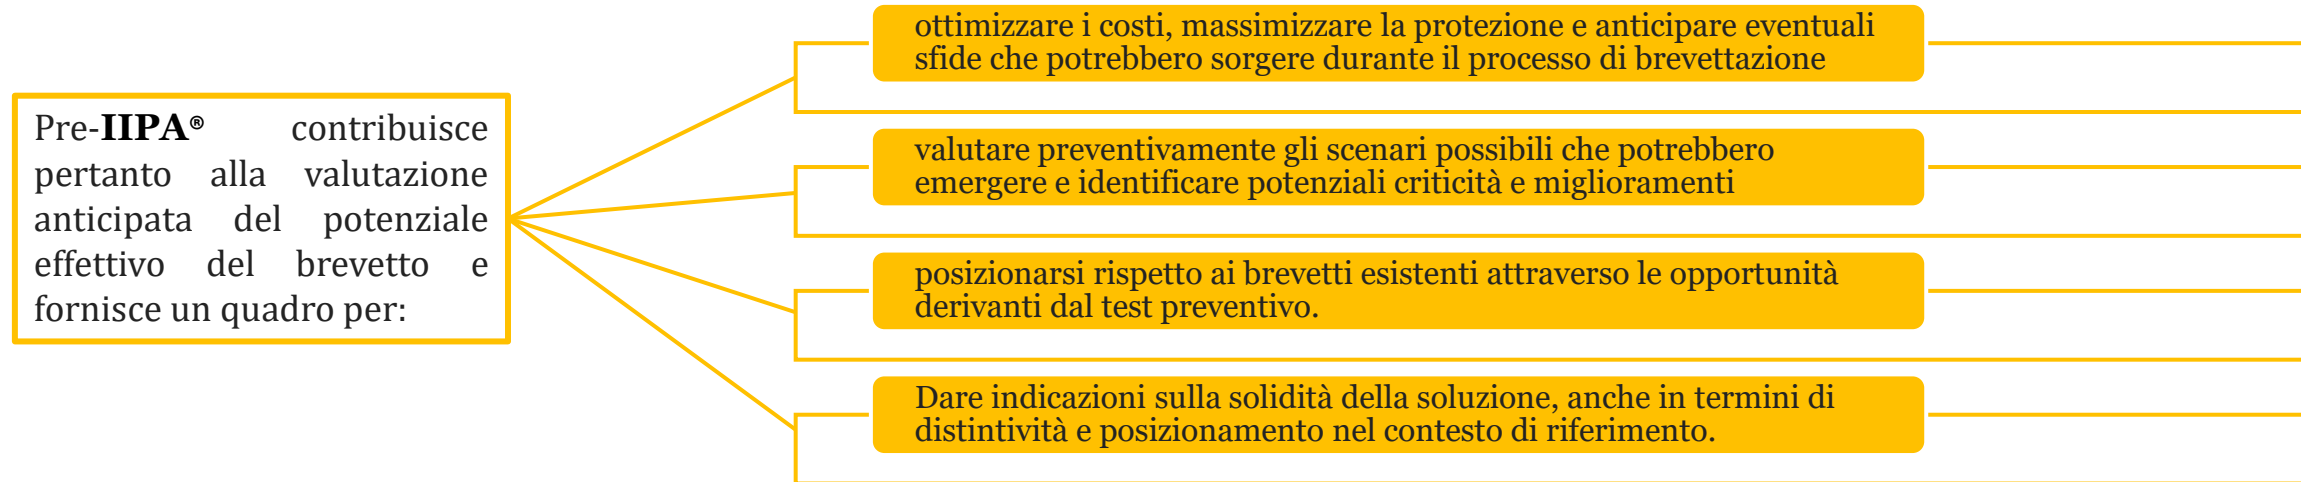 Pre-IIPA® contribuisce
pertanto alla valutazione
anticipata del potenziale
effettivo del brevetto e
fornisce un quadro per:
ottimizzare i costi, massimizzare la protezione e anticipare eventuali
sfide che potrebbero sorgere durante il processo di brevettazione
valutare preventivamente gli scenari possibili che potrebbero
emergere e identificare potenziali criticità e miglioramenti
posizionarsi rispetto ai brevetti esistenti attraverso le opportunità
derivanti dal test preventivo.
Dare indicazioni sulla solidità della soluzione, anche in termini di
distintività e posizionamento nel contesto di riferimento.